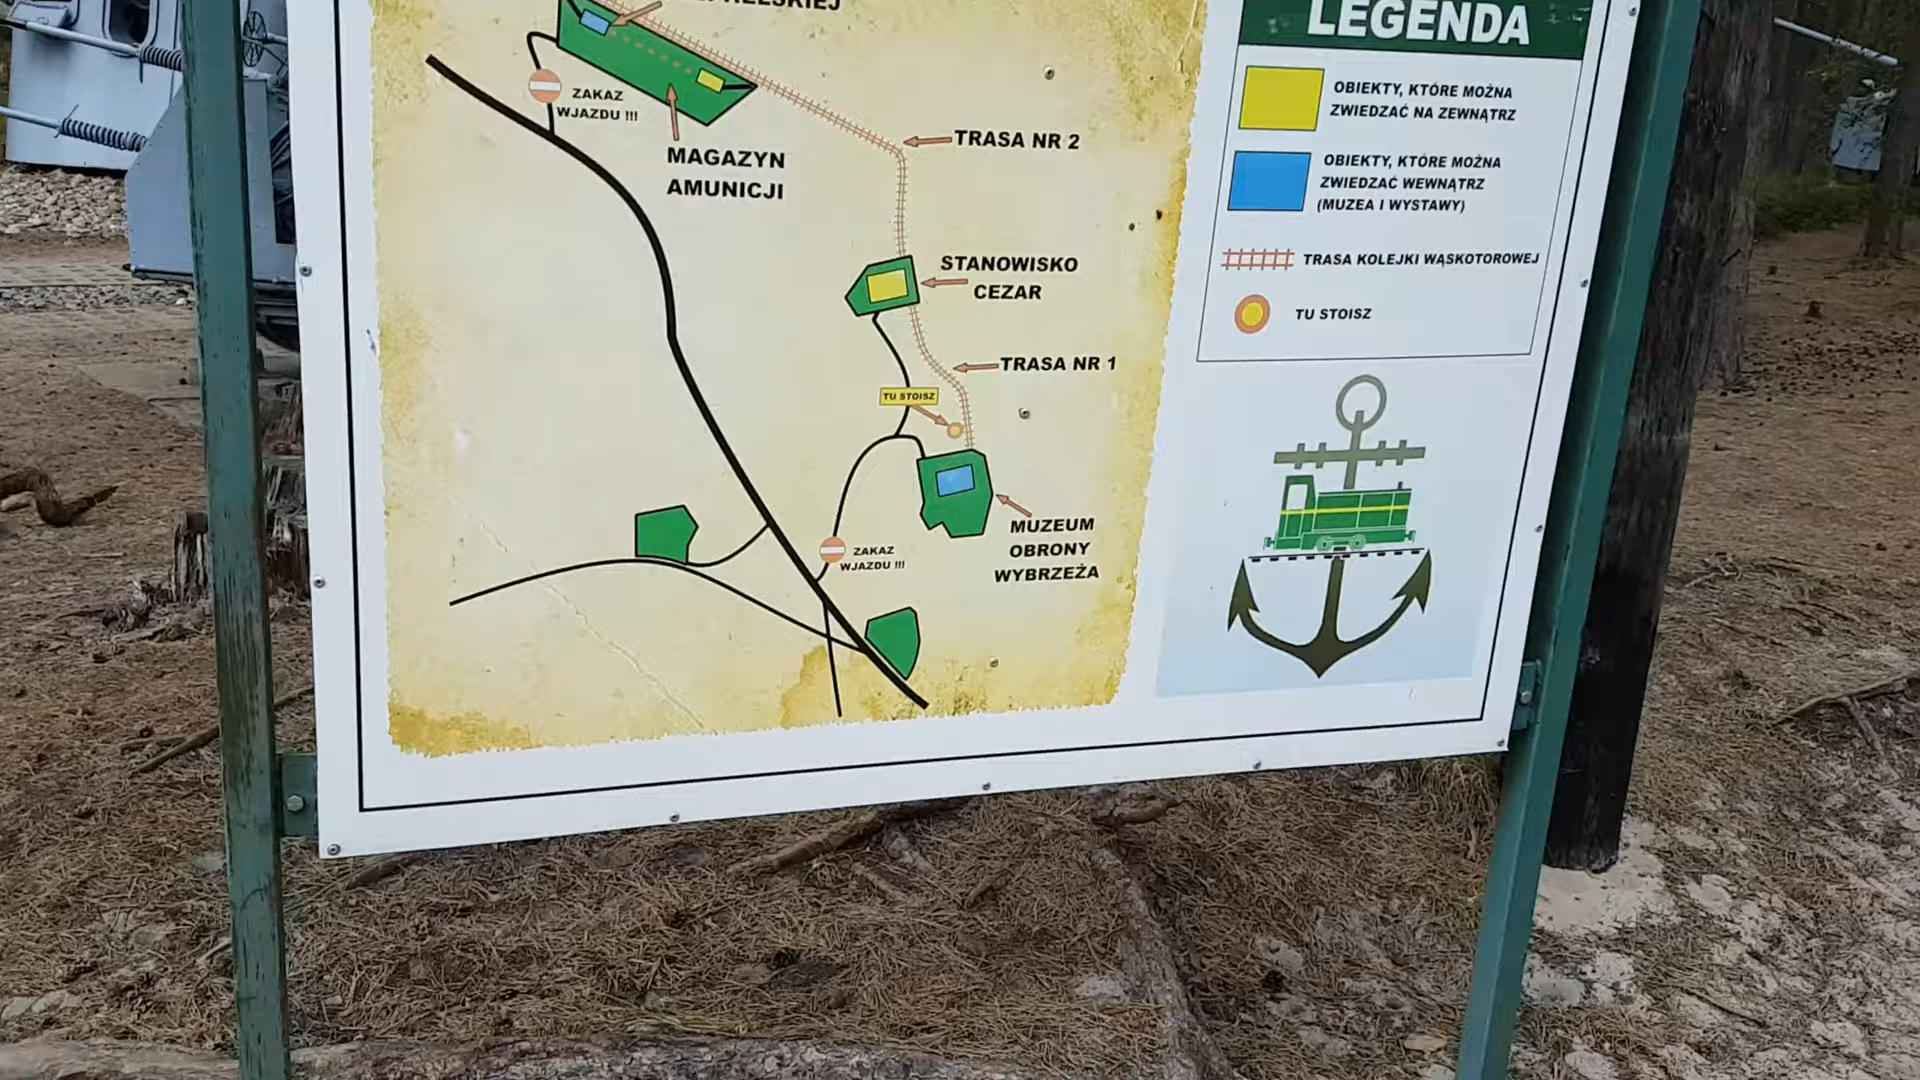 ZAKAZ
WJAZDU !!!
MAGAZYN
AMUNICJI
TRASA NR 2
STANOWISKO
CEZAR
TRASA NR 1
TU STOISZ
MUZEUM
OBRONY
WYBRZEŻA
ZAKAZ
WJAZDU !!!
LEGENDA
OBIEKTY, KTÓRE MOŻNA
ZWIEDZAĆ NA ZEWNĄTRZ
OBIEKTY, KTÓRE MOŻNA
ZWIEDZAĆ WEWNĄTRZ
(MUZEA I WYSTAWY)
TRASA KOLEJKI WĄSKOTOROWEJ
TU STOISZ